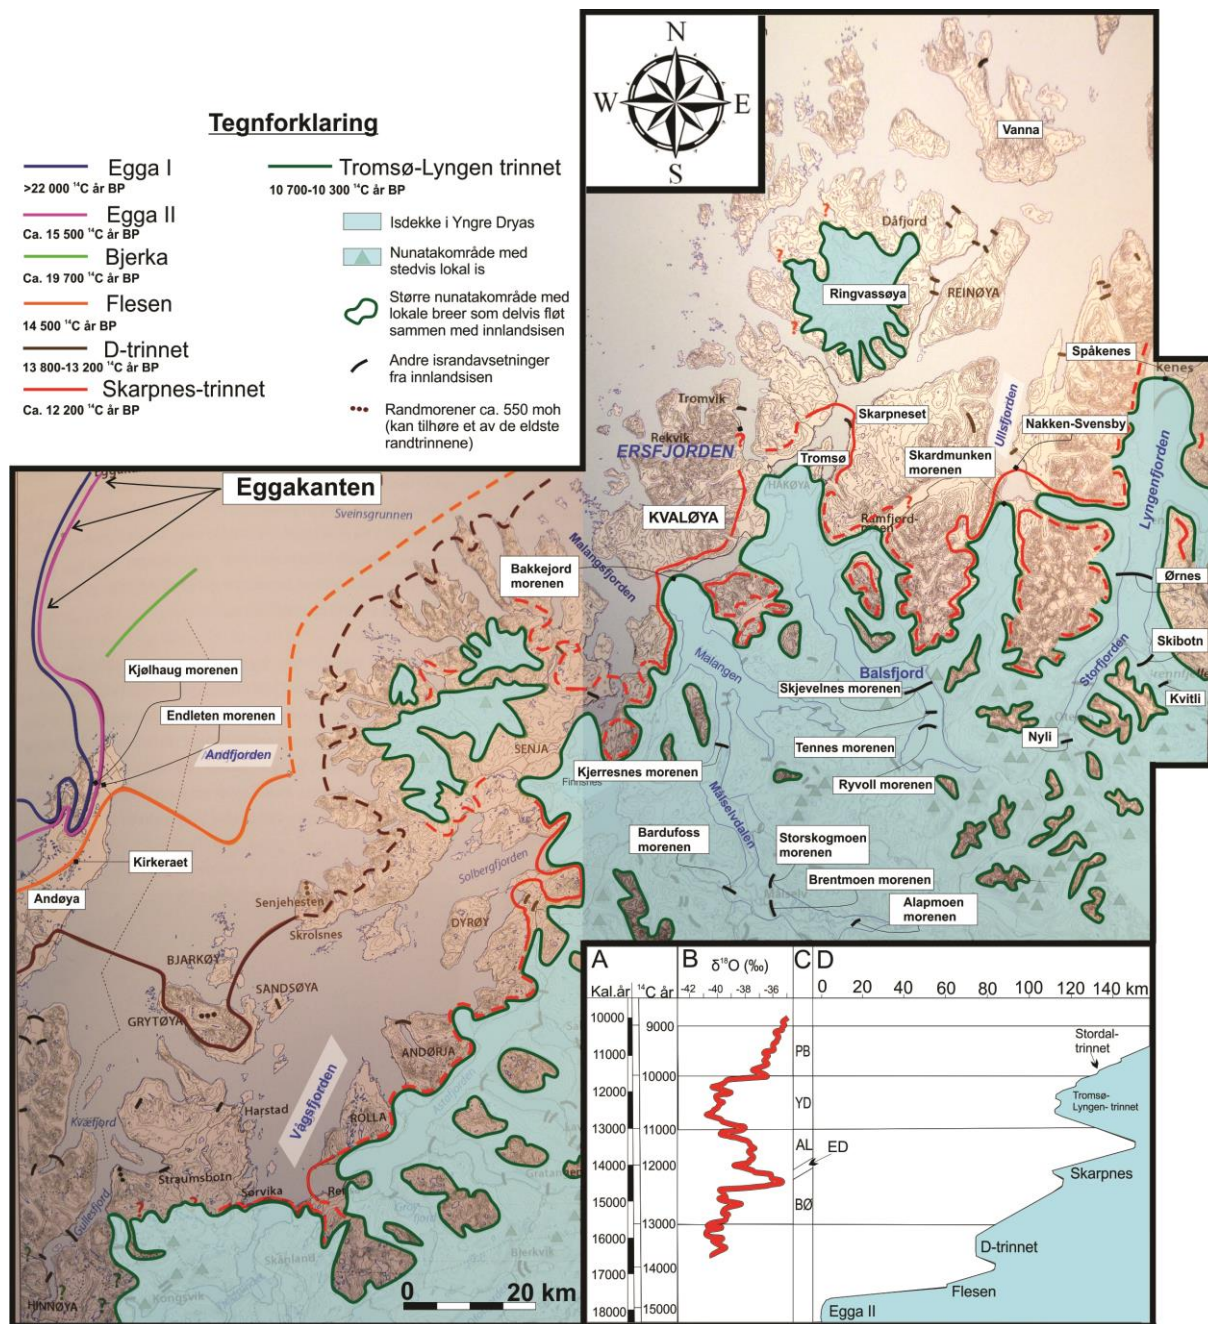 N
W E
S
Tegnforklaring
Egga I
>22 000 ¹⁴C år BP
Egga II
Ca. 15 500 ¹⁴C år BP
Bjerka
Ca. 19 700 ¹⁴C år BP
Flesen
14 500 ¹⁴C år BP
D-trinnet
13 800-13 200 ¹⁴C år BP
Skarpnes-trinnet
Ca. 12 200 ¹⁴C år BP
Tromsø-Lyngen trinnet
10 700-10 300 ¹⁴C år BP
Isdekke i Yngre Dryas
Nunatakområde med
stedvis lokal is
Større nunatakområde med
lokale breer som delvis fløt
sammen med innlandsisen
Andre israndavsetninger
fra innlandsisen
Randmorener ca. 550 moh
(kan tilhøre et av de eldste
randtrinnene)
Vanna
?
Dåfjord
?
Ringvassøya
REINØYA
?
Spåkenes
kenes
Tromvik
Skarpneset
Ullsfjorden
Nakken-Svensby
Rekvik
?
ERSFJORDEN
Tromsø
Skardmunken
morenen
HÅKØYA
Lyngenfjorden
KVALØYA
?
Ramfjord-
moen
Eggakanten
Sveinsgrunnen
Malangsfjorden
Bakkejord
morenen
Ørnes
Skibotn
Kjølhaug morenen
Malangen
Balsfjord
Storfjorden
Skjevelnes morenen
Kvitli
Endleten morenen
Andfjorden
SENJA
Nyli
Tennes morenen
Kjerresnes morenen
Finnsnes
Ryvoll morenen
Målselvdalen
Bardufoss
morenen
Storskogmoen
morenen
Kirkeraet
Solbergfjorden
Brentmoen morenen
Målselv
Andøya
Senjehesten
Alapmoen
morenen
Skrolsnes
DYRØY
BJARKØY
SANDSØYA
GRYTØYA
ANDØRJA
Vågsfjorden
Harstad
ROLLA
Kvæfjord
Straumsbotn
Sørvika
Gratangen
Gullesfjord
?
?
Skånland
Bjerkvik
HINNØYA
?
?
?
Kongsvik
0 20 km
A B C D
δ¹⁸O (‰)
Kal.år ¹⁴C år -42 -40 -38 -36 0 20 40 60 80 100 120 140 km
10000
9000
11000
PB
Stordal-
trinnet
10000
12000
YD
Tromsø-
Lyngen- trinnet
11000
13000
AL
ED
14000
12000
Skarpnes
15000
BØ
13000
16000
D-trinnet
17000
14000
Flesen
18000
15000
Egga II